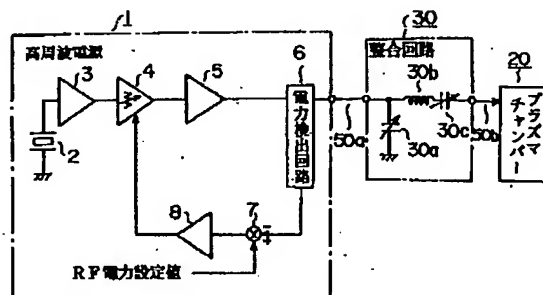 1
高周波電源
3
4
5
6
電力検出回路
2
8
7
RF電力設定値
50a
30
整合回路
30b
30a
30c
50b
20
プラズマチャンバー